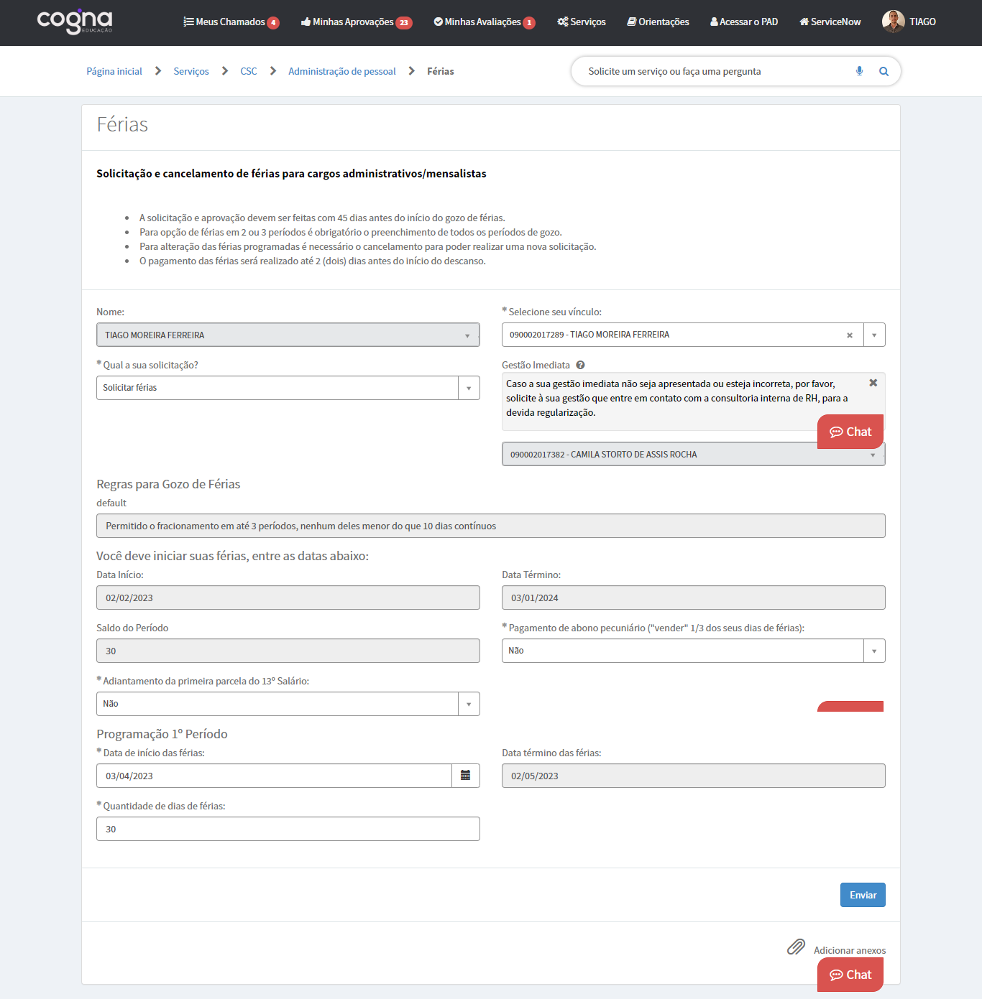 cogna
EDUCAÇÃO
Meus Chamados 4
Minhas Aprovações 23
Minhas Avaliações 1
Serviços
Orientações
Acessar o PAD
ServiceNow
TIAGO
Página inicial > Serviços > CSC > Administração de pessoal > Férias
Solicite um serviço ou faça uma pergunta
Férias
Solicitação e cancelamento de férias para cargos administrativos/mensalistas
• A solicitação e aprovação devem ser feitas com 45 dias antes do início do gozo de férias.
• Para opção de férias em 2 ou 3 períodos é obrigatório o preenchimento de todos os períodos de gozo.
• Para alteração das férias programadas é necessário o cancelamento para poder realizar uma nova solicitação.
• O pagamento das férias será realizado até 2 (dois) dias antes do início do descanso.
Nome:
TIAGO MOREIRA FERREIRA
* Selecione seu vínculo:
090002017289 - TIAGO MOREIRA FERREIRA
* Qual a sua solicitação?
Solicitar férias
Gestão Imediata
Caso a sua gestão imediata não seja apresentada ou esteja incorreta, por favor,
solicite à sua gestão que entre em contato com a consultoria interna de RH, para a
devida regularização.
Chat
090002017382 - CAMILA STORTO DE ASSIS ROCHA
Regras para Gozo de Férias
default
Permitido o fracionamento em até 3 períodos, nenhum deles menor do que 10 dias contínuos
Você deve iniciar suas férias, entre as datas abaixo:
Data Início:
02/02/2023
Data Término:
03/01/2024
Saldo do Período
30
* Pagamento de abono pecuniário ("vender" 1/3 dos seus dias de férias):
Não
* Adiantamento da primeira parcela do 13º Salário:
Não
Programação 1º Período
* Data de início das férias:
03/04/2023
Data término das férias:
02/05/2023
* Quantidade de dias de férias:
30
Enviar
Adicionar anexos
Chat